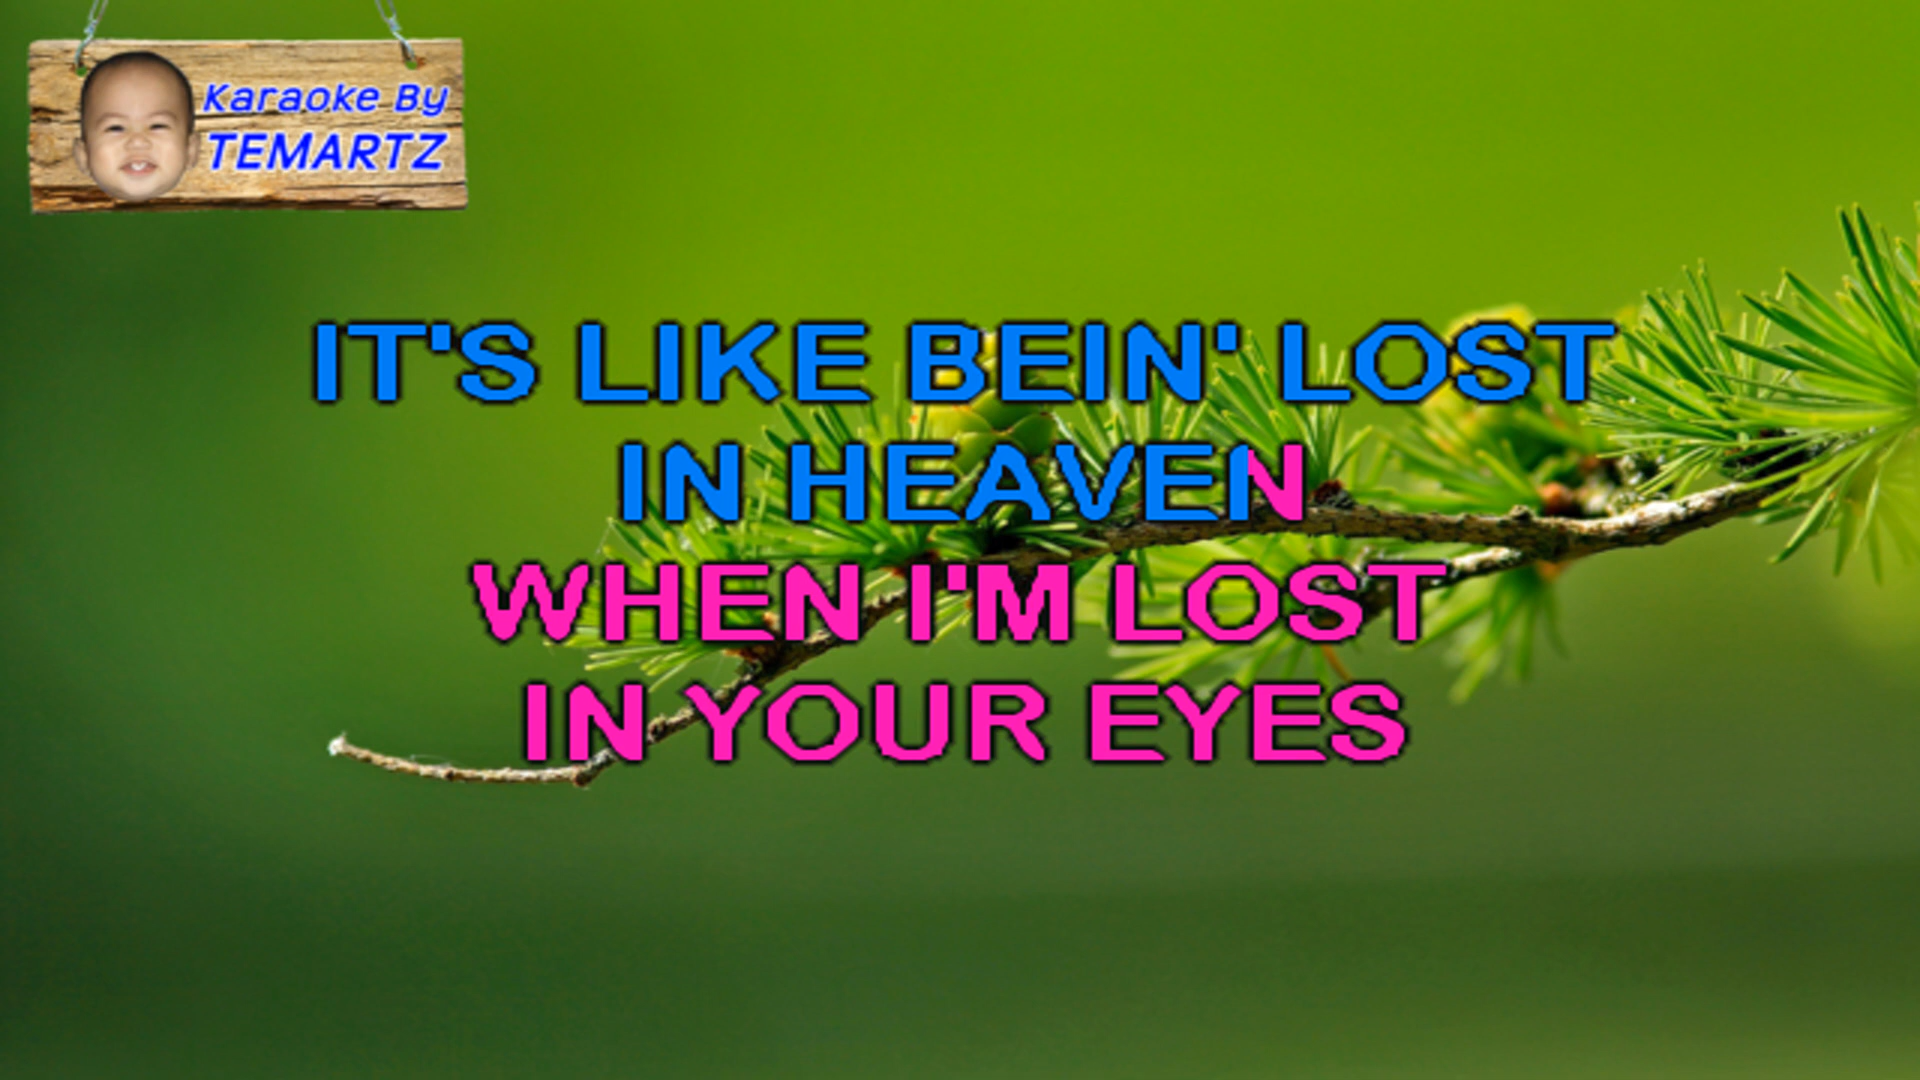 Karaoke By
TEMARTZ
IT'S LIKE BEIN' LOST
IN HEAVEN
WHEN I'M LOST
IN YOUR EYES